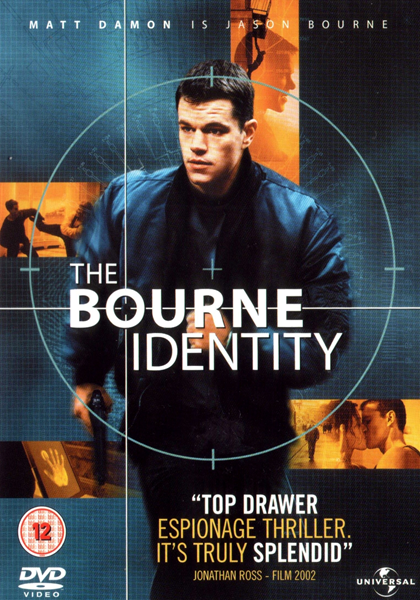 MATT DAMON IS JASON BOURNE
THE
BOURNE
IDENTITY
"TOP DRAWER
ESPIONAGE THRILLER.
IT'S TRULY SPLENDID"
JONATHAN ROSS - FILM 2002
12
DVD
VIDEO
UNIVERSAL